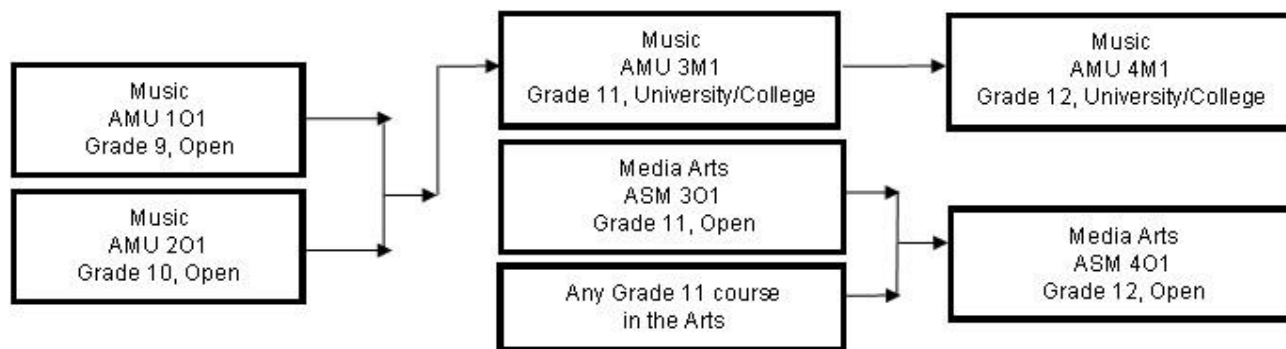 Music
AMU 1O1
Grade 9, Open
Music
AMU 2O1
Grade 10, Open
Music
AMU 3M1
Grade 11, University/College
Media Arts
ASM 3O1
Grade 11, Open
Any Grade 11 course
in the Arts
Music
AMU 4M1
Grade 12, University/College
Media Arts
ASM 4O1
Grade 12, Open